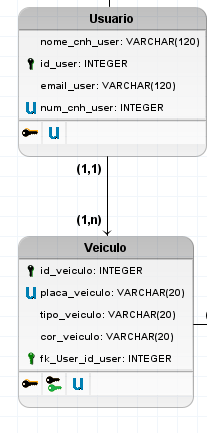 Usuario
nome_cnh_user: VARCHAR(120)
id_user: INTEGER
email_user: VARCHAR(120)
U num_cnh_user: INTEGER
U
(1,1)
(1,n)
Veiculo
id_veiculo: INTEGER
U placa_veiculo: VARCHAR(20)
tipo_veiculo: VARCHAR(20)
cor_veiculo: VARCHAR(20)
fk_User_id_user: INTEGER
U